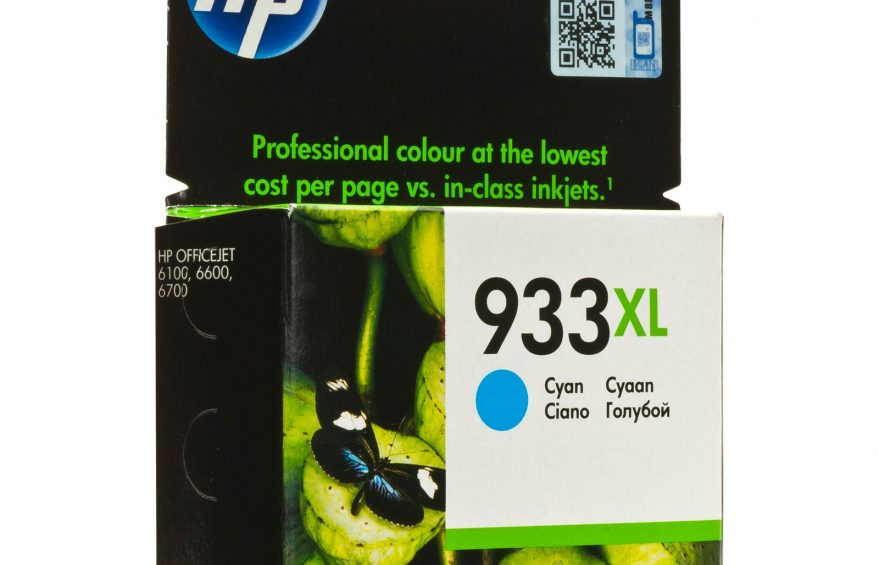 hp
SCAN
Professional colour at the lowest
cost per page vs. in-class inkjets.¹
HP OFFICEJET
6100, 6600,
6700
933XL
Cyan Cyaan
Ciano Голубой